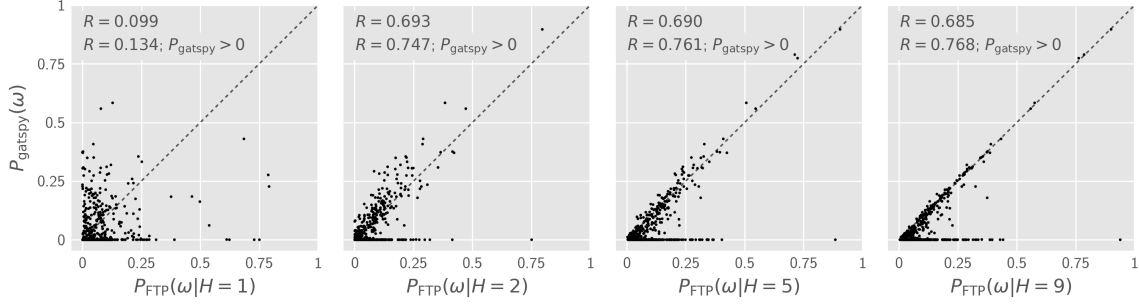 R = 0.099
R = 0.134; P_gatspy > 0
R = 0.693
R = 0.747; P_gatspy > 0
R = 0.690
R = 0.761; P_gatspy > 0
R = 0.685
R = 0.768; P_gatspy > 0
P_gatspy(ω)
1
0.75
0.5
0.25
0
0 0.25 0.5 0.75 1
0 0.25 0.5 0.75 1
0 0.25 0.5 0.75 1
0 0.25 0.5 0.75 1
P_FTP(ω|H = 1)
P_FTP(ω|H = 2)
P_FTP(ω|H = 5)
P_FTP(ω|H = 9)